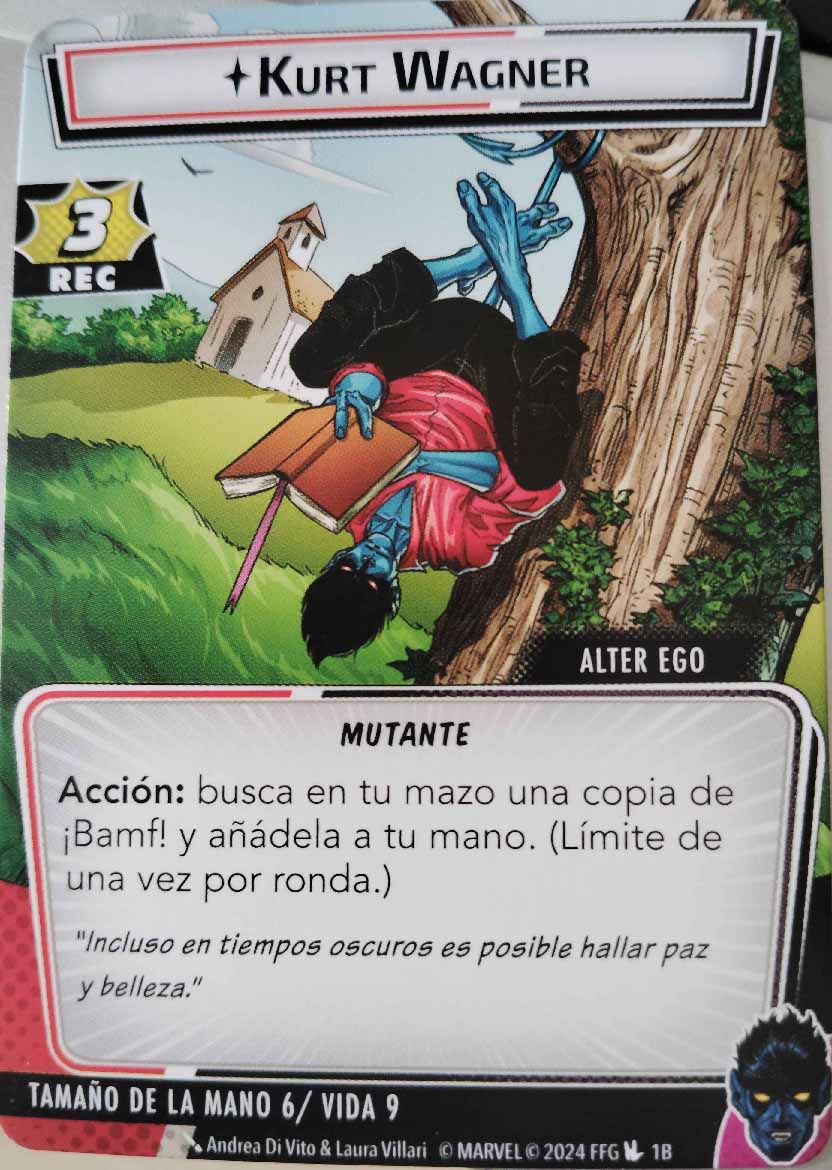 KURT WAGNER
3
REC
ALTER EGO
MUTANTE
Acción: busca en tu mazo una copia de
¡Bamf! y añádela a tu mano. (Límite de
una vez por ronda.)
"Incluso en tiempos oscuros es posible hallar paz
y belleza."
TAMAÑO DE LA MANO 6/ VIDA 9
Andrea Di Vito & Laura Villari © MARVEL © 2024 FFG 1B